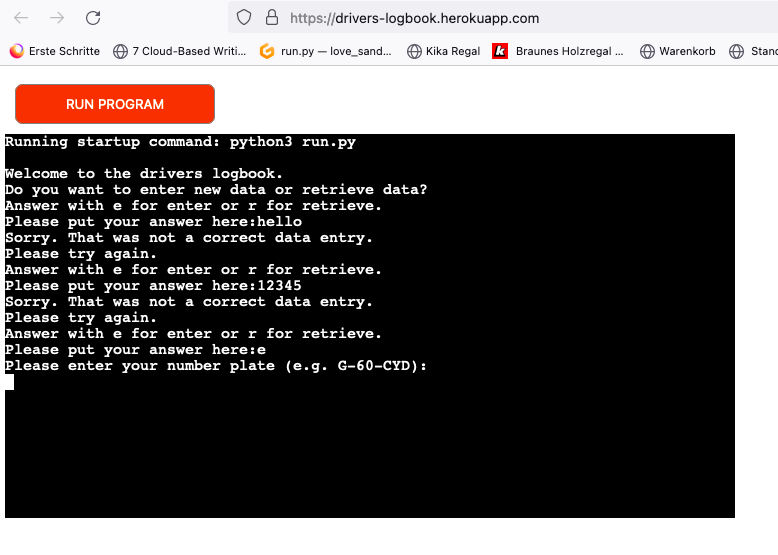 https://drivers-logbook.herokuapp.com
Erste Schritte 7 Cloud-Based Writi... run.py — love_sand... Kika Regal k Braunes Holzregal ... Warenkorb Stand
RUN PROGRAM
Running startup command: python3 run.py
Welcome to the drivers logbook.
Do you want to enter new data or retrieve data?
Answer with e for enter or r for retrieve.
Please put your answer here:hello
Sorry. That was not a correct data entry.
Please try again.
Answer with e for enter or r for retrieve.
Please put your answer here:12345
Sorry. That was not a correct data entry.
Please try again.
Answer with e for enter or r for retrieve.
Please put your answer here:e
Please enter your number plate (e.g. G-60-CYD):